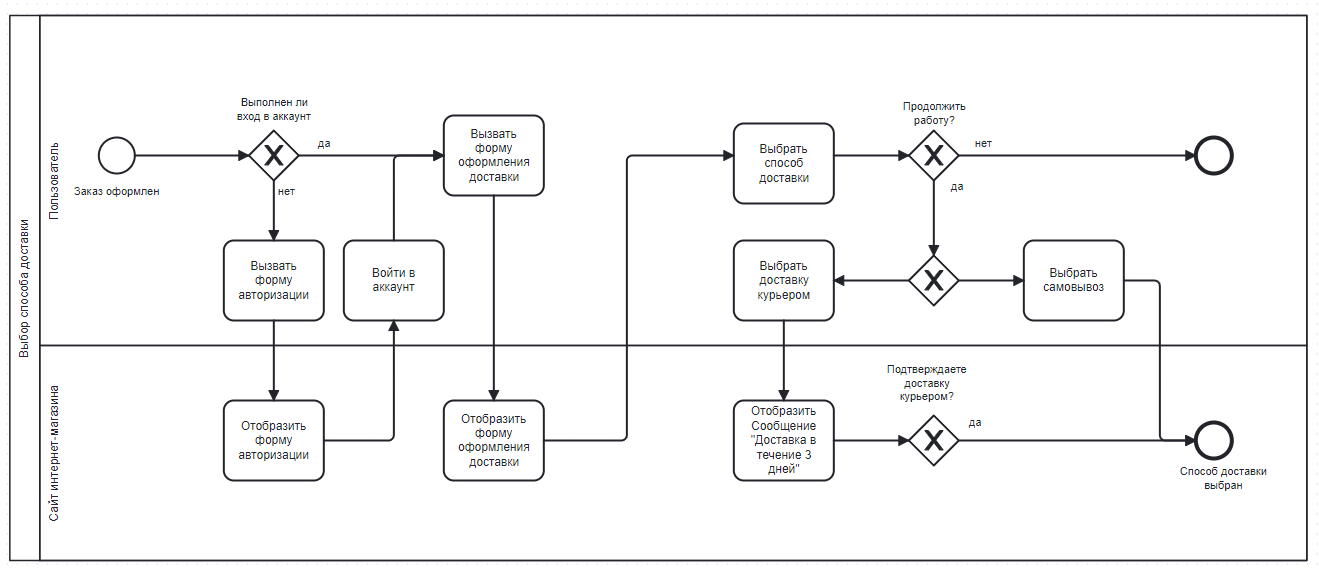 Выбор способа доставки
Пользователь
Заказ оформлен
Выполнен ли
вход в аккаунт
да
нет
Вызвать
форму
авторизации
Войти в
аккаунт
Вызвать
форму
оформления
доставки
Выбрать
способ
доставки
Продолжить
работу?
нет
да
Выбрать
доставку
курьером
Выбрать
самовывоз
Сайт интернет-магазина
Отобразить
форму
авторизации
Отобразить
форму
оформления
доставки
Отобразить
Сообщение
"Доставка в
течение 3
дней"
Подтверждаете
доставку
курьером?
да
Способ доставки
выбран